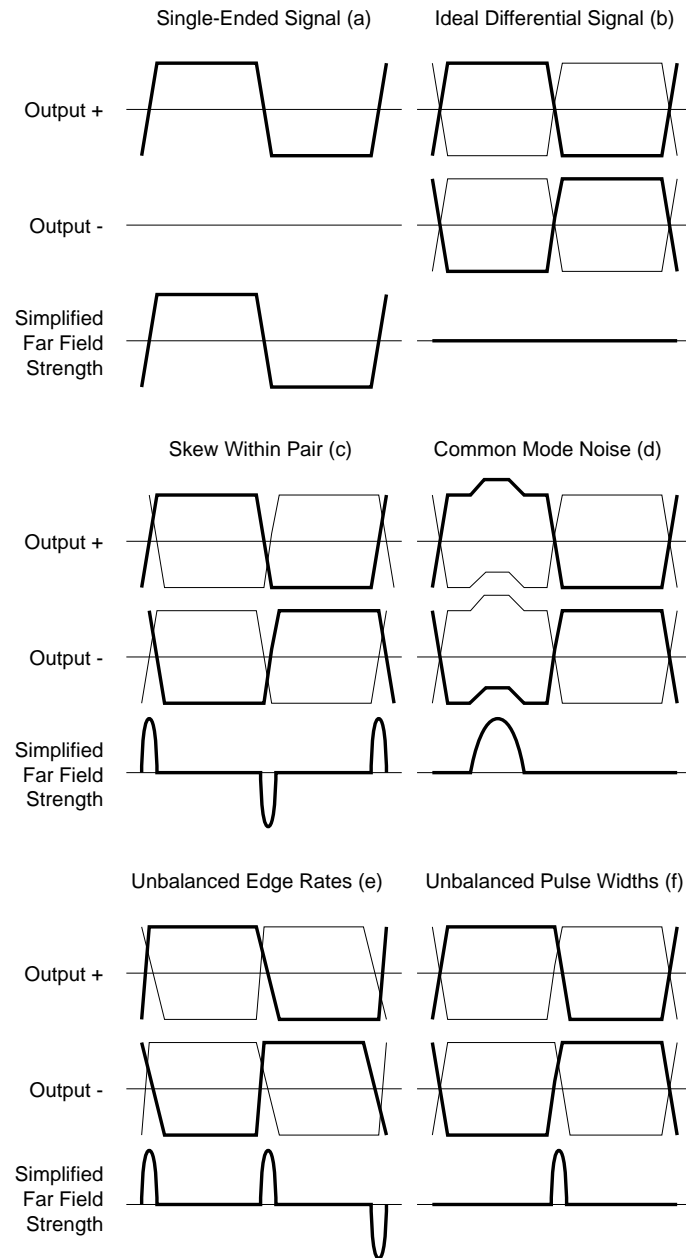 Single-Ended Signal (a)
Ideal Differential Signal (b)
Output +
Output -
Simplified
Far Field
Strength
Skew Within Pair (c)
Common Mode Noise (d)
Output +
Output -
Simplified
Far Field
Strength
Unbalanced Edge Rates (e)
Unbalanced Pulse Widths (f)
Output +
Output -
Simplified
Far Field
Strength